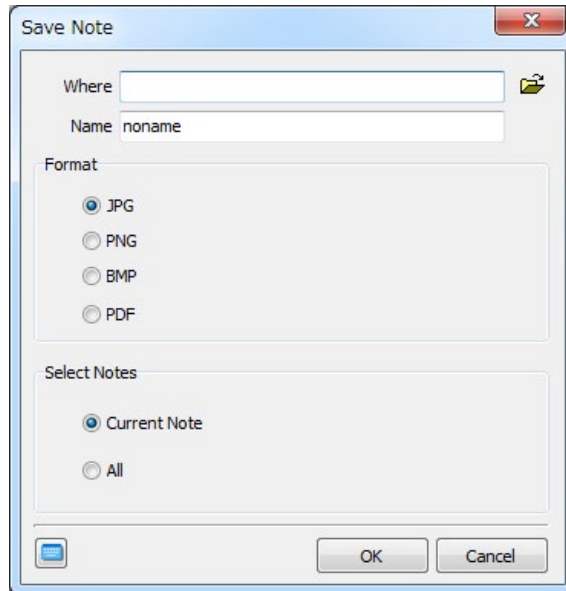 Save Note
Where
Name noname
Format
JPG
PNG
BMP
PDF
Select Notes
Current Note
All
OK Cancel